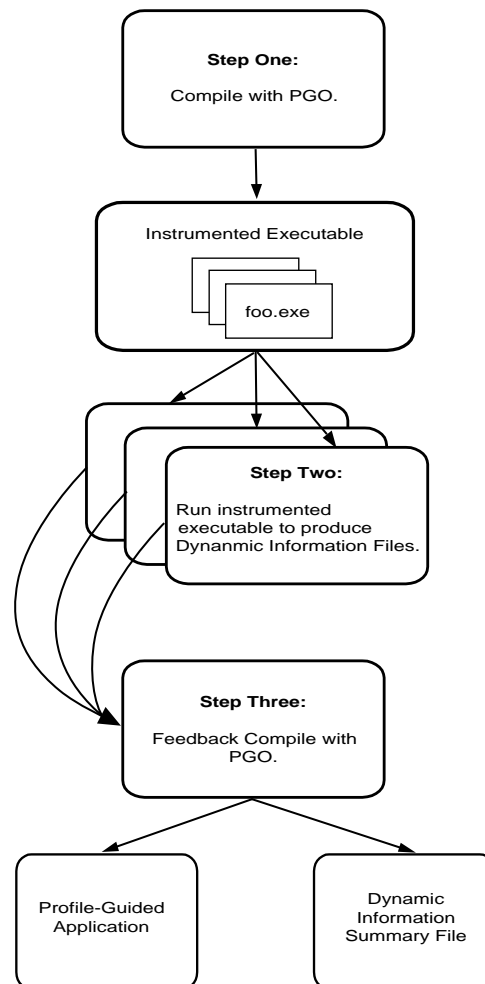 Step One:
Compile with PGO.
Instrumented Executable
foo.exe
Step Two:
Run instrumented
executable to produce
Dynanmic Information Files.
Step Three:
Feedback Compile with
PGO.
Profile-Guided
Application
Dynamic
Information
Summary File